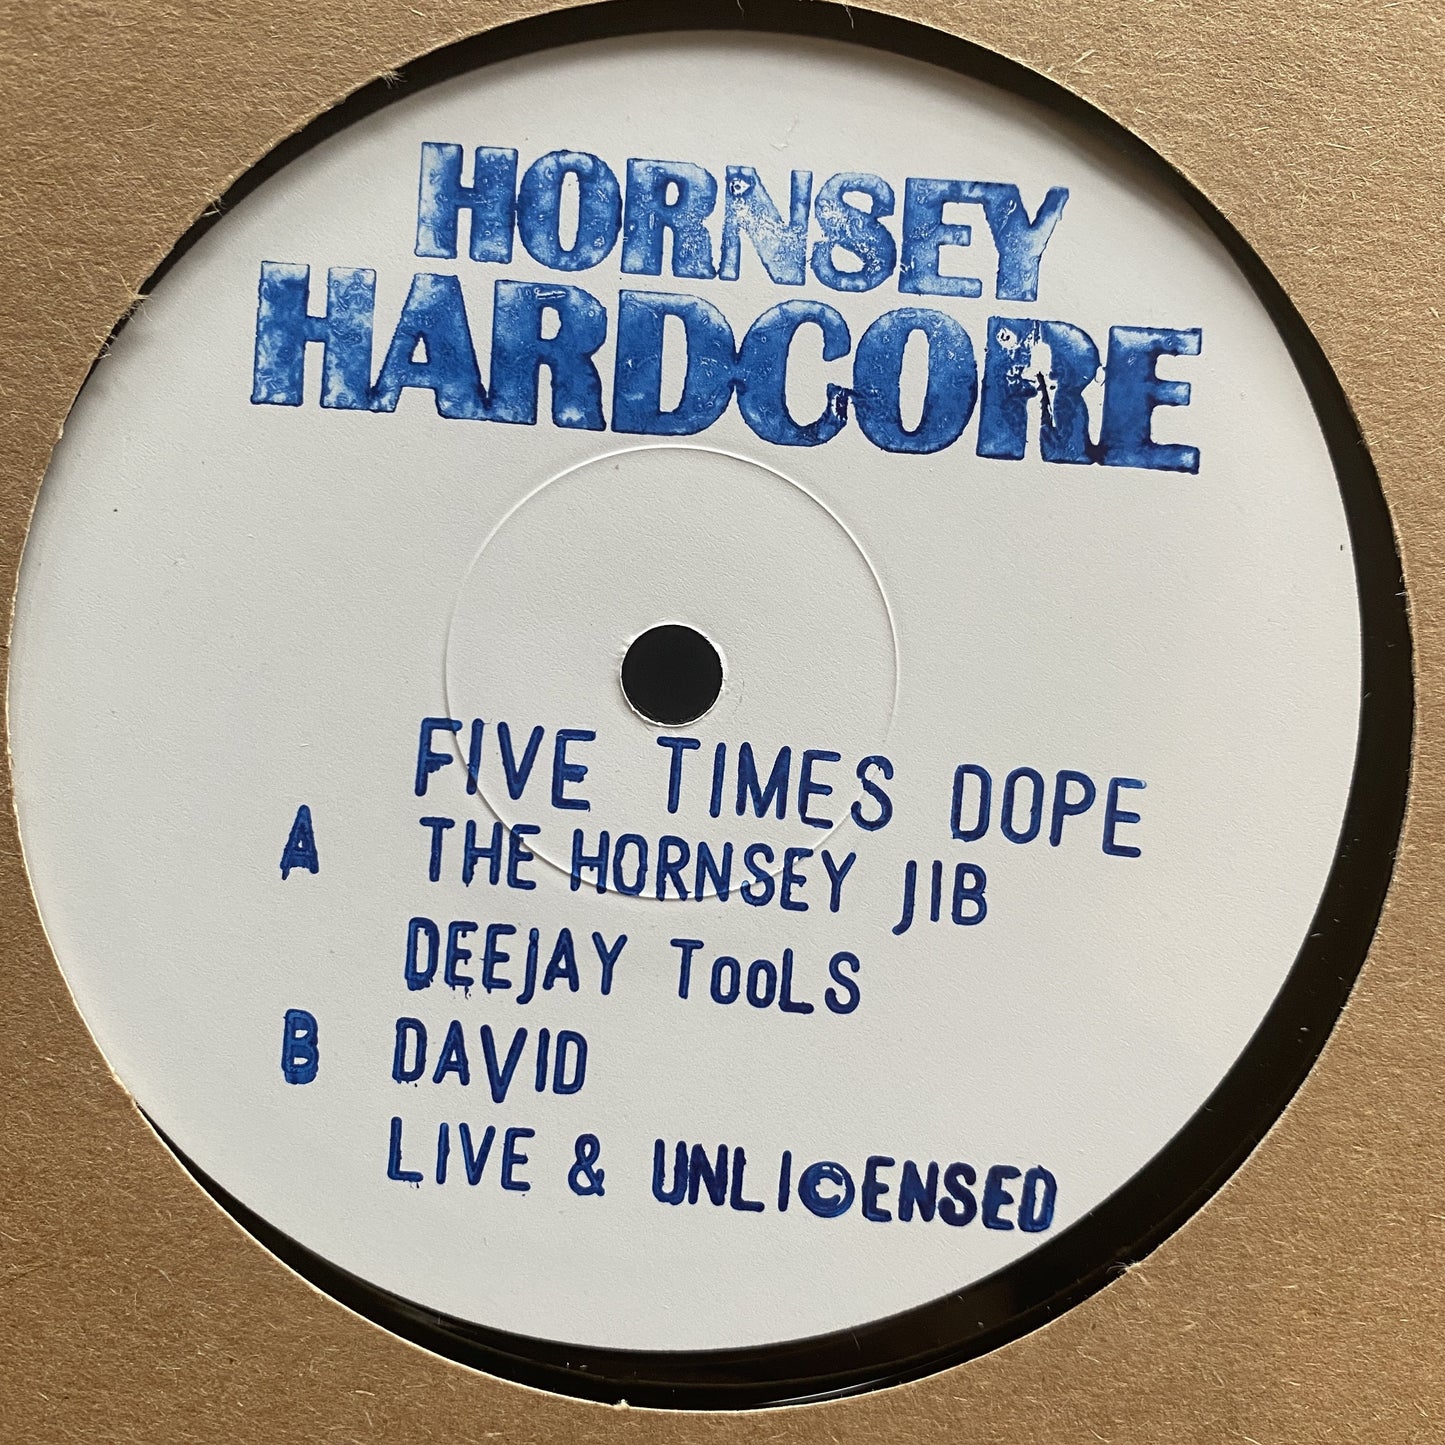 HORNSEY
HARDCORE
FIVE TIMES DOPE
A THE HORNSEY JIB
DEEjAY TooLS
B DAVID
LIVE & UNLI©ENSED